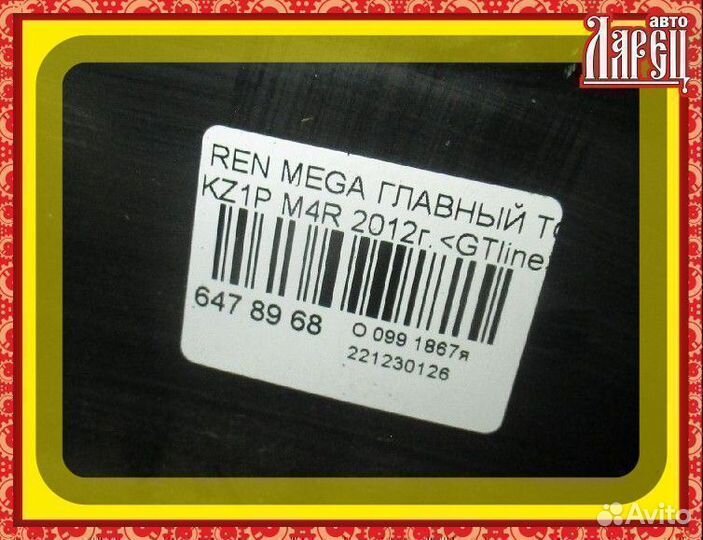 авто
ЛАРЕЦ
REN MEGA ГЛАВНЫЙ
KZ1P M4R 2012г. <GTline>
647 89 68
О 099 1867я
221230126
Avito